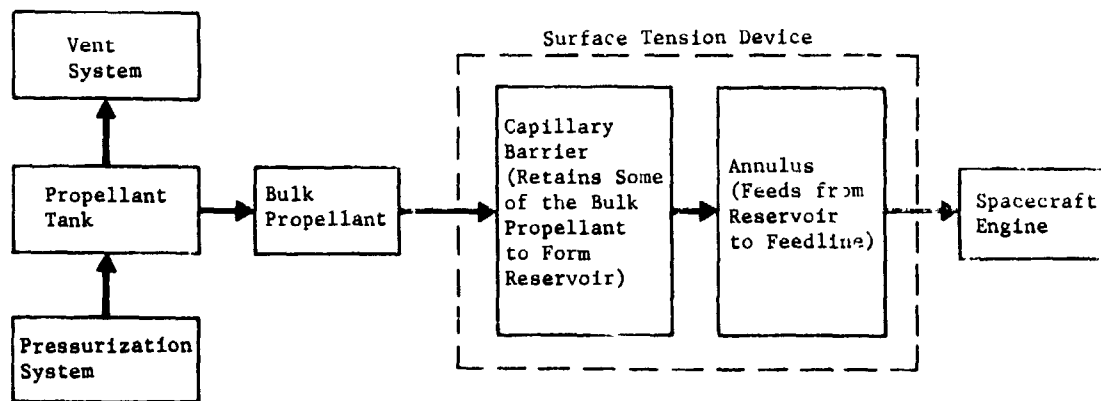 Vent
System
Surface Tension Device
Propellant
Tank
Bulk
Propellant
Capillary
Barrier
(Retains Some
of the Bulk
Propellant
to Form
Reservoir)
Annulus
(Feeds from
Reservoir
to Feedline)
Spacecraft
Engine
Pressurization
System